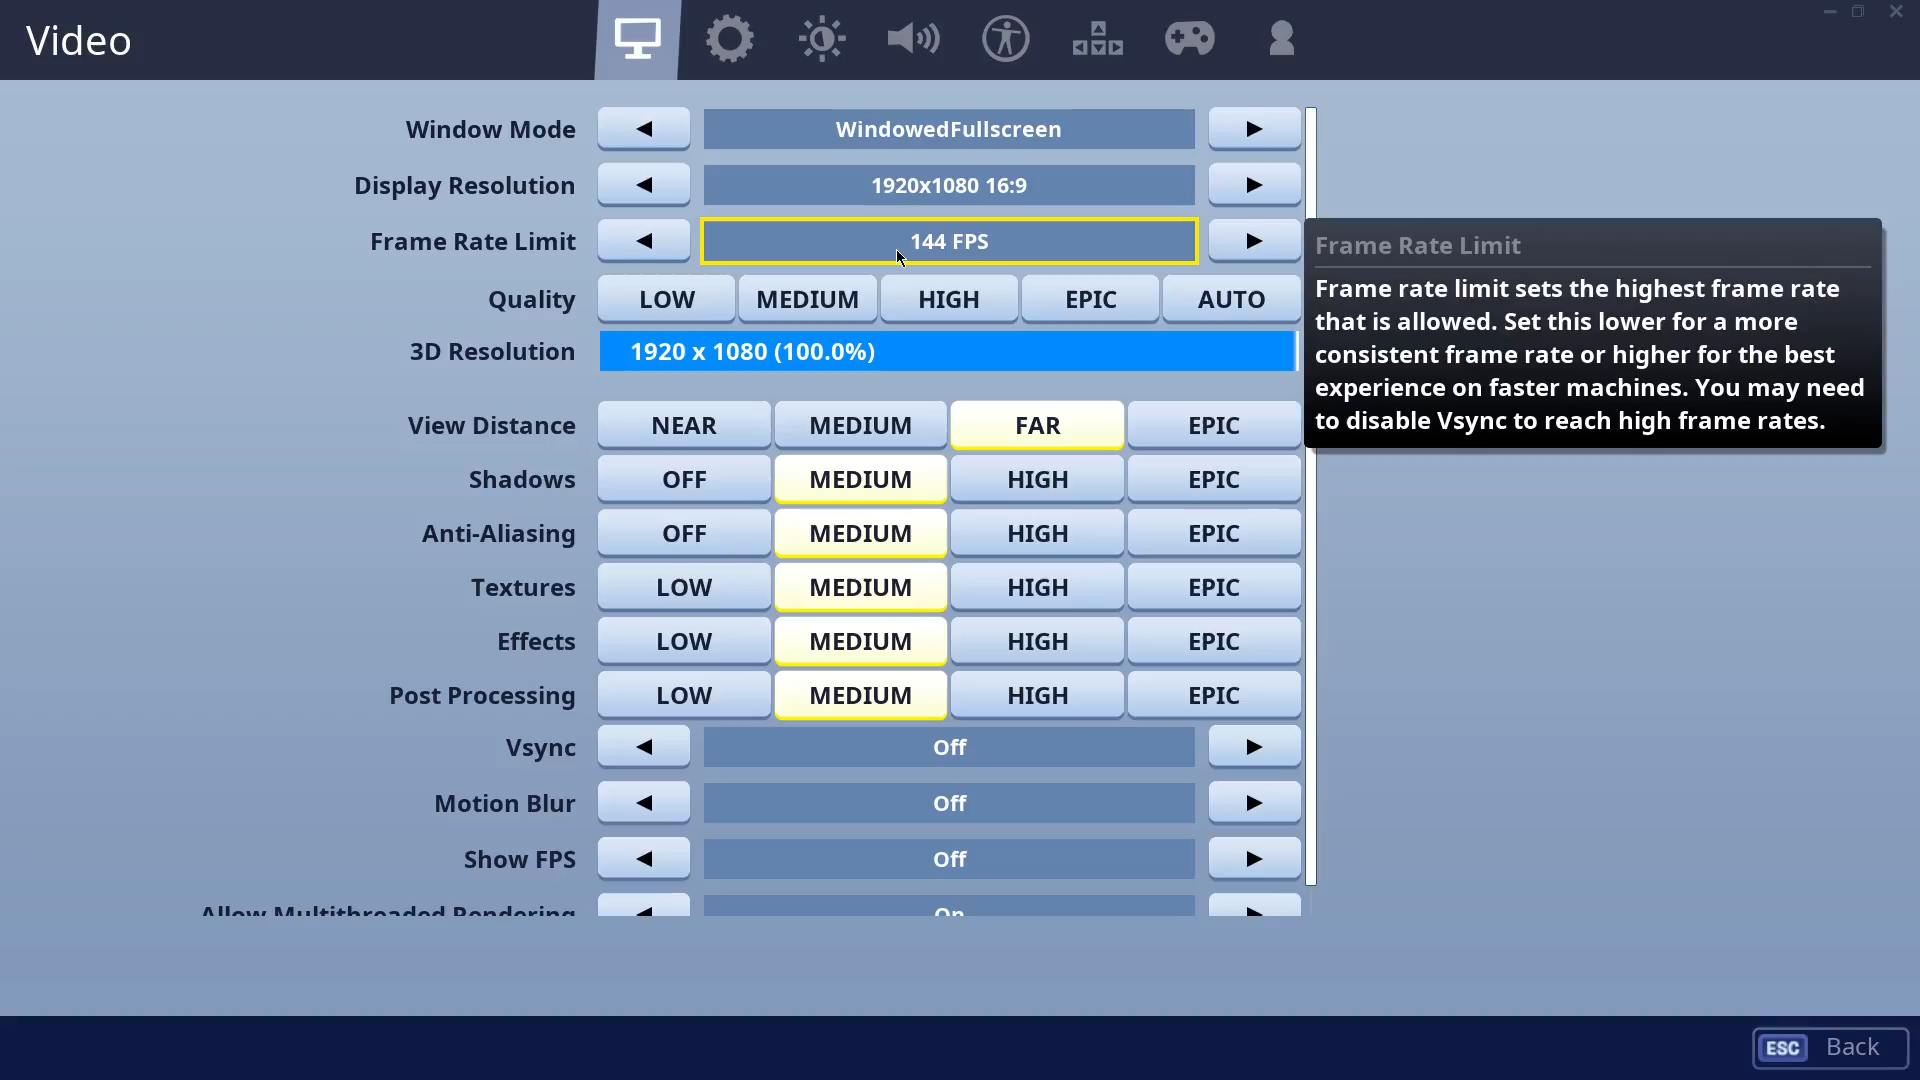 Video
Window Mode
WindowedFullscreen
Display Resolution
1920x1080 16:9
Frame Rate Limit
144 FPS
Quality
LOW MEDIUM HIGH EPIC AUTO
3D Resolution
1920 x 1080 (100.0%)
View Distance
NEAR MEDIUM FAR EPIC
Shadows
OFF MEDIUM HIGH EPIC
Anti-Aliasing
OFF MEDIUM HIGH EPIC
Textures
LOW MEDIUM HIGH EPIC
Effects
LOW MEDIUM HIGH EPIC
Post Processing
LOW MEDIUM HIGH EPIC
Vsync
Off
Motion Blur
Off
Show FPS
Off
Allow Multithreaded Rendering
On
Frame Rate Limit
Frame rate limit sets the highest frame rate
that is allowed. Set this lower for a more
consistent frame rate or higher for the best
experience on faster machines. You may need
to disable Vsync to reach high frame rates.
ESC Back